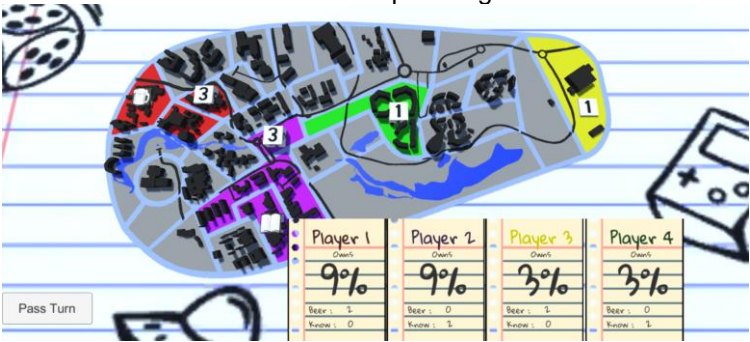 3
3
1
1
Player 1 Player 2 Player 3 Player 4
Owns Owns Owns Owns
9% 9% 3% 3%
Beer : 2 Beer : 0 Beer : 2 Beer : 0
Know : 0 Know : 2 Know : 0 Know : 2
Pass Turn